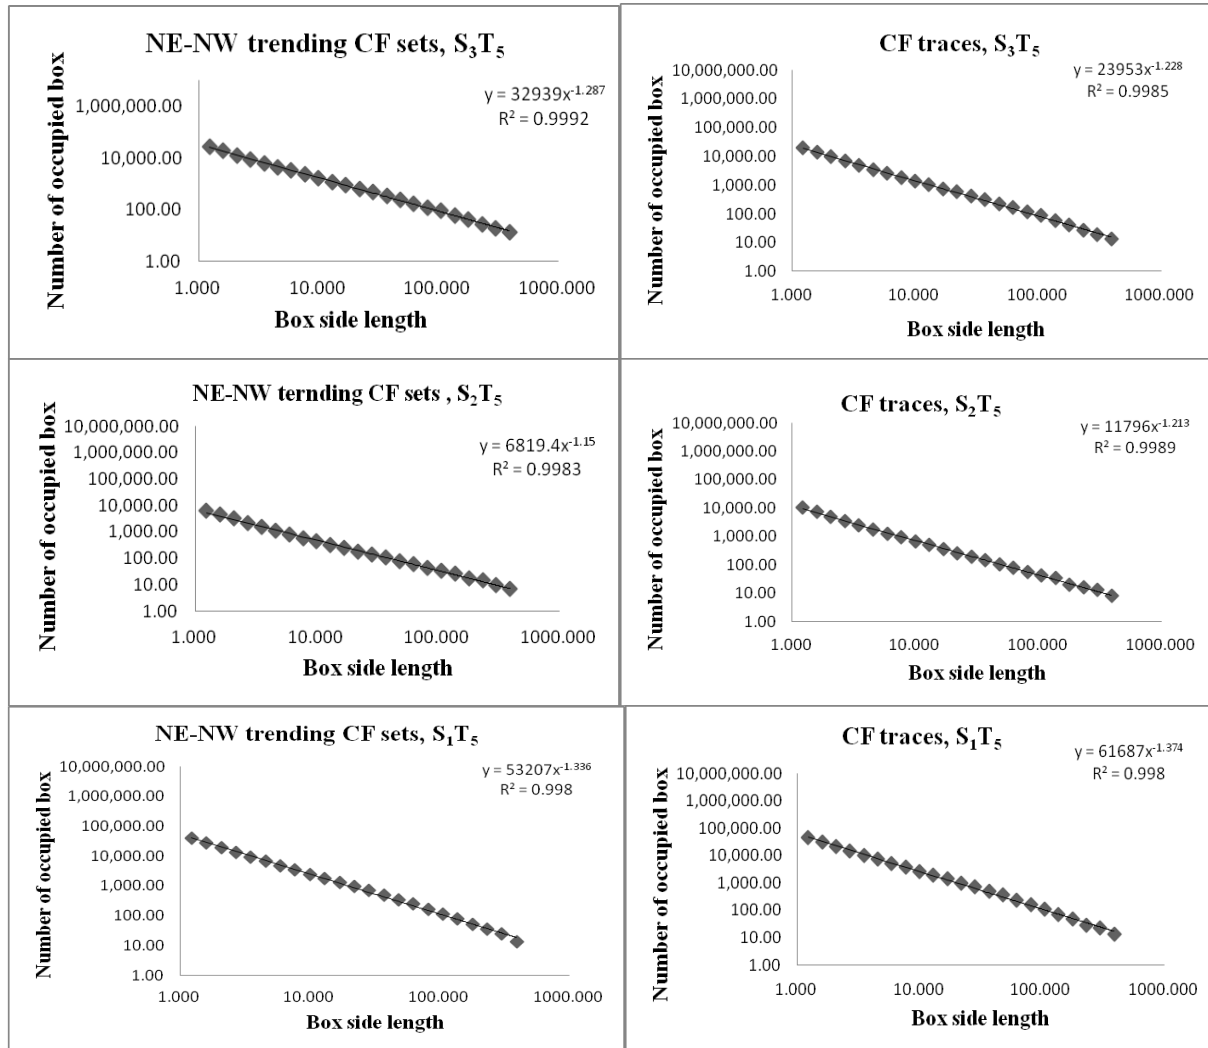 NE-NW trending CF sets, S₃T₅
y = 32939x⁻¹·²⁸⁷
R² = 0.9992
Number of occupied box
1,000,000.00
10,000.00
100.00
1.00
1.000 10.000 100.000 1000.000
Box side length
CF traces, S₃T₅
y = 23953x⁻¹·²²⁸
R² = 0.9985
Number of occupied box
10,000,000.00
1,000,000.00
100,000.00
10,000.00
1,000.00
100.00
10.00
1.00
1.000 10.000 100.000 1000.000
Box side length
NE-NW ternding CF sets , S₂T₅
y = 6819.4x⁻¹·¹⁵
R² = 0.9983
Number of occupied box
10,000,000.00
1,000,000.00
100,000.00
10,000.00
1,000.00
100.00
10.00
1.00
1.000 10.000 100.000 1000.000
Box side length
CF traces, S₂T₅
y = 11796x⁻¹·²¹³
R² = 0.9989
Number of occupied box
10,000,000.00
1,000,000.00
100,000.00
10,000.00
1,000.00
100.00
10.00
1.00
1.000 10.000 100.000 1000.000
Box side length
NE-NW trending CF sets, S₁T₅
y = 53207x⁻¹·³³⁶
R² = 0.998
Number of occupied box
10,000,000.00
1,000,000.00
100,000.00
10,000.00
1,000.00
100.00
10.00
1.00
1.000 10.000 100.000 1000.000
Box side length
CF traces, S₁T₅
y = 61687x⁻¹·³⁷⁴
R² = 0.998
Number of occupied box
10,000,000.00
1,000,000.00
100,000.00
10,000.00
1,000.00
100.00
10.00
1.00
1.000 10.000 100.000 1000.000
Box side length